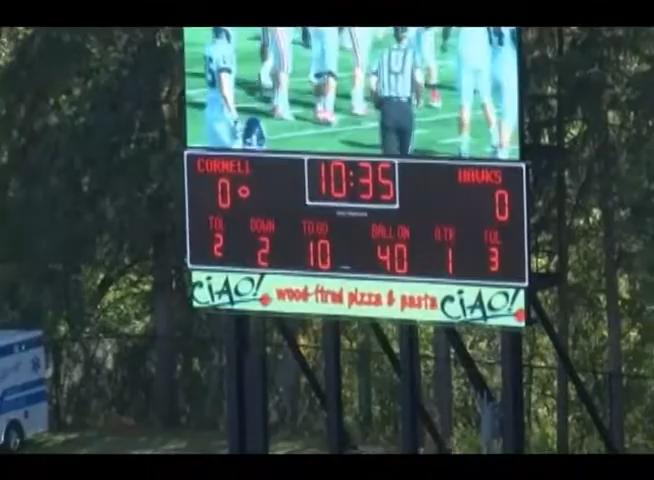 CORNELL 10:35 HAWKS
0 0
TOL DOWN TO GO BALL ON QTR TOL
2 2 10 40 1 3
CiAO! wood-fired pizza & pasta CiAO!